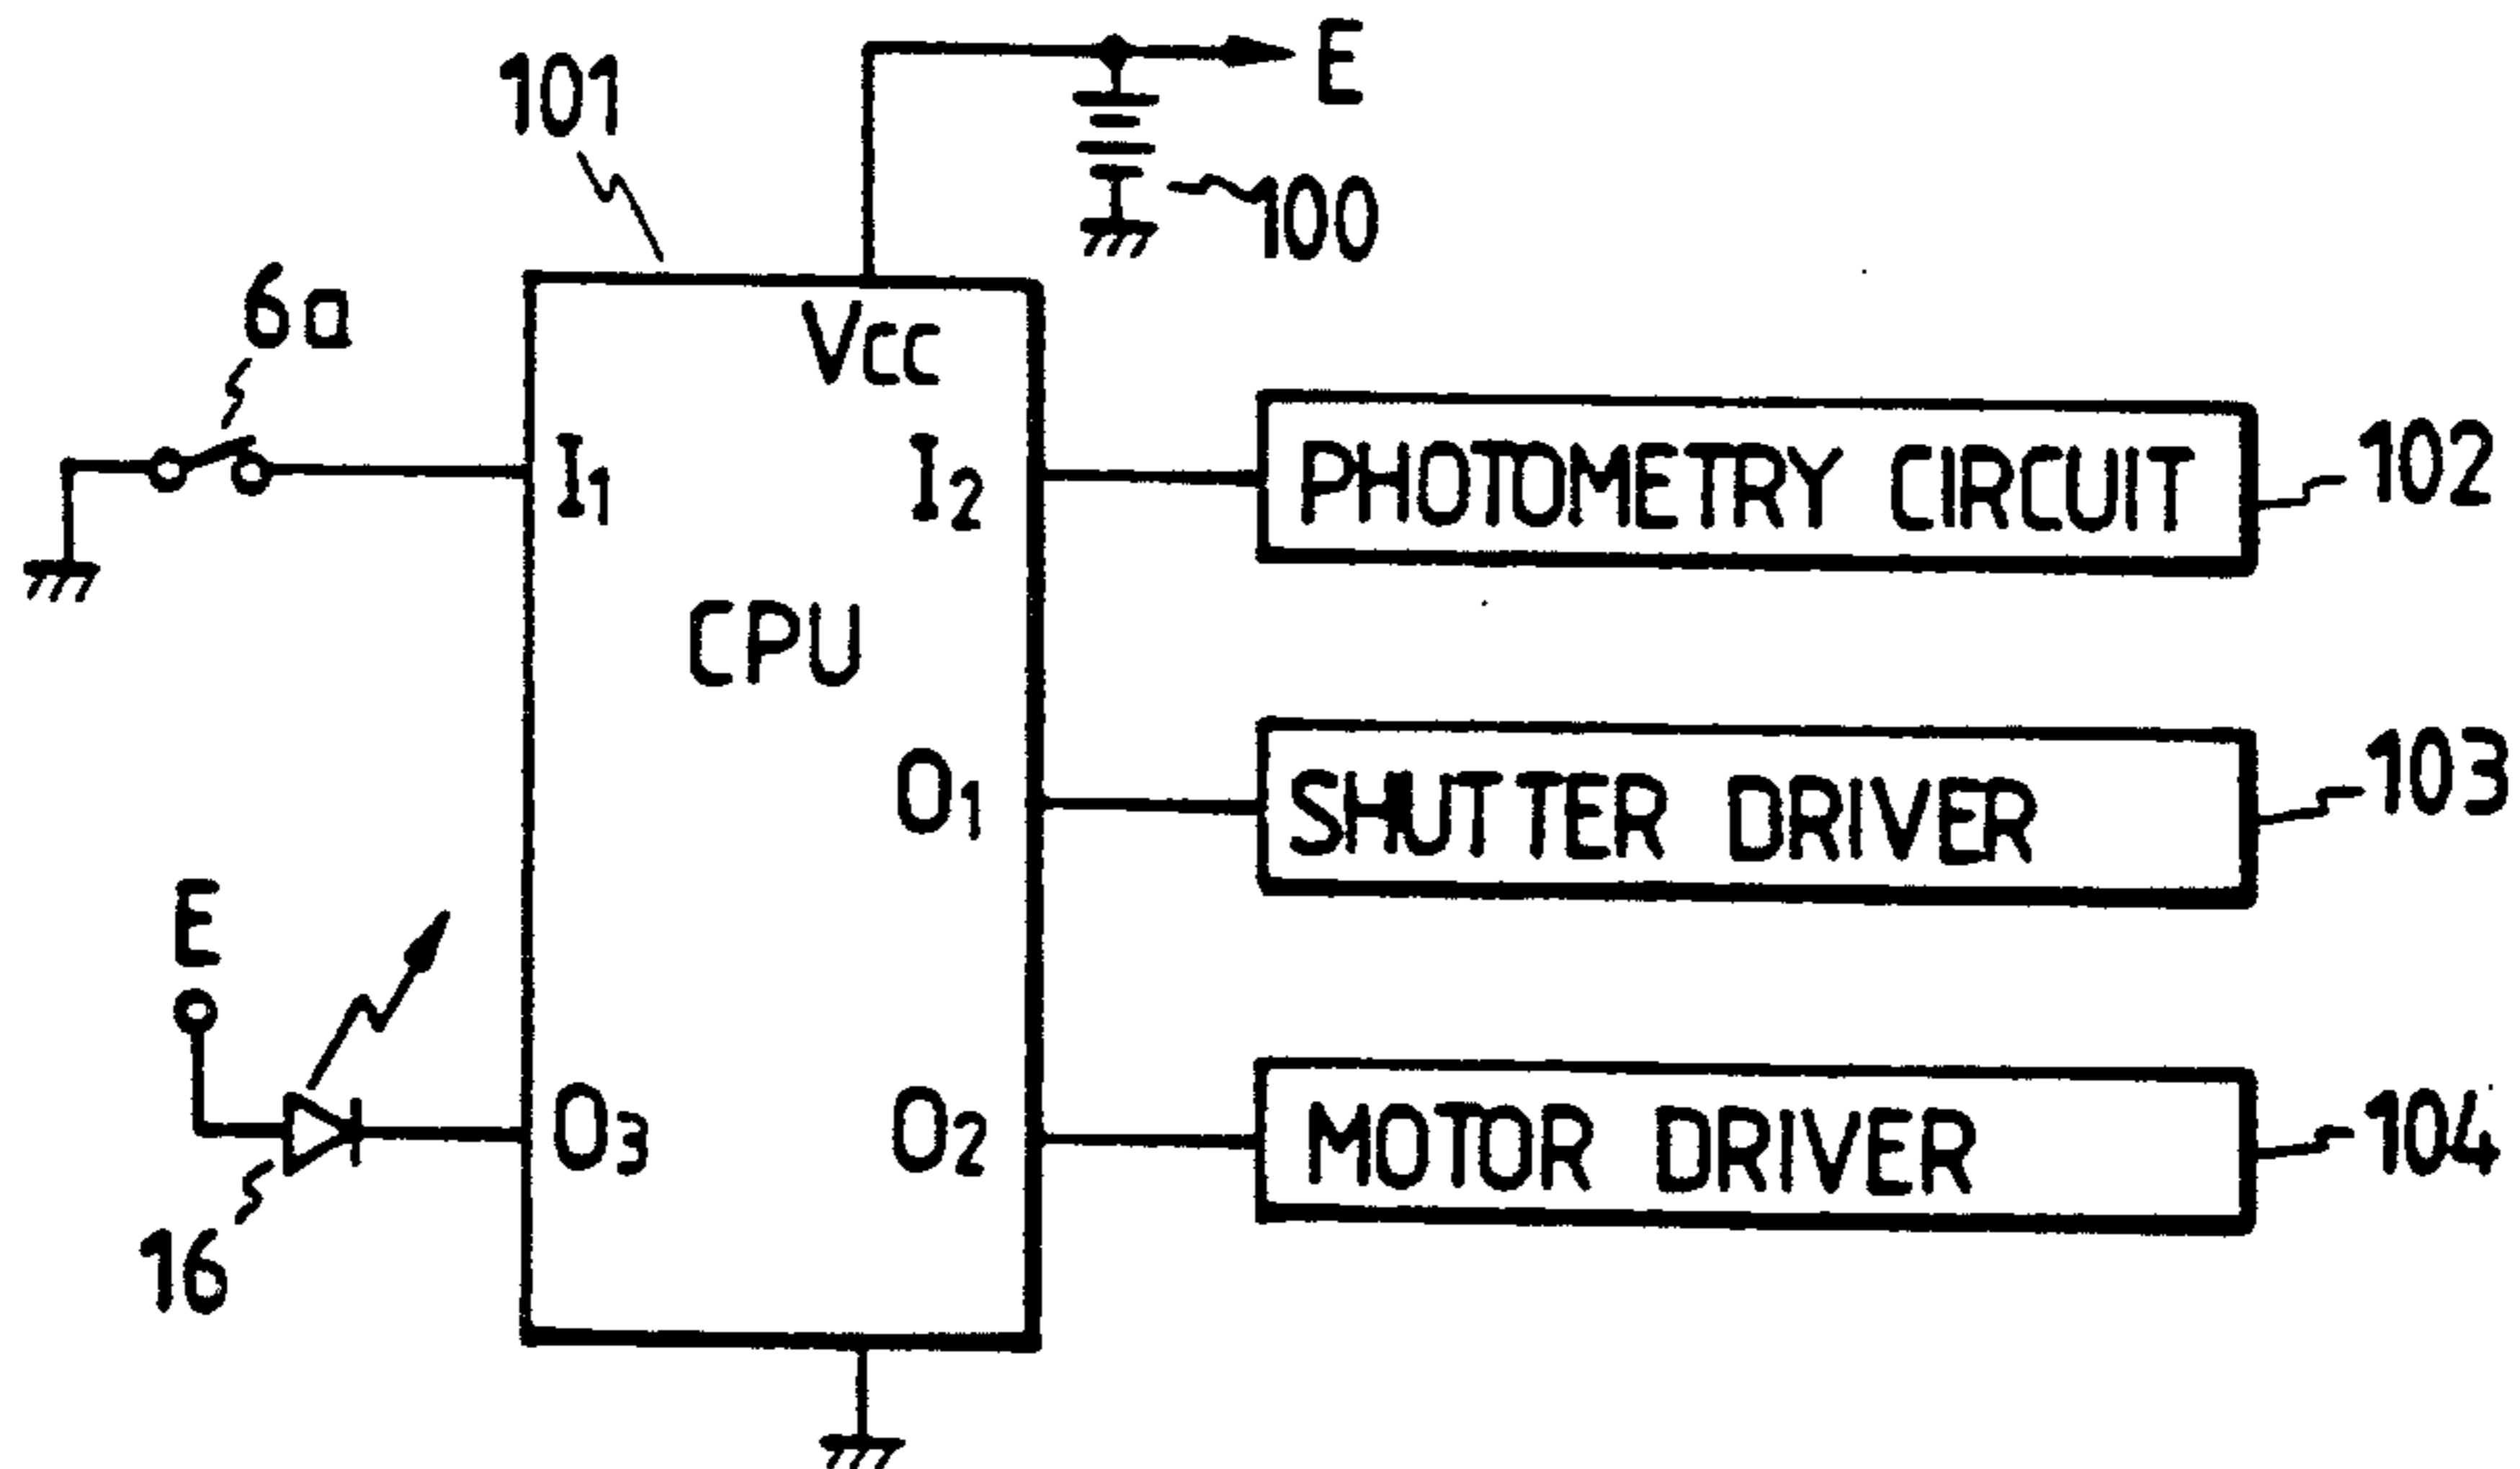 E
101
100
6a
Vcc
I1
I2
PHOTOMETRY CIRCUIT
102
CPU
O1
SHUTTER DRIVER
103
E
O3
O2
MOTOR DRIVER
104
16